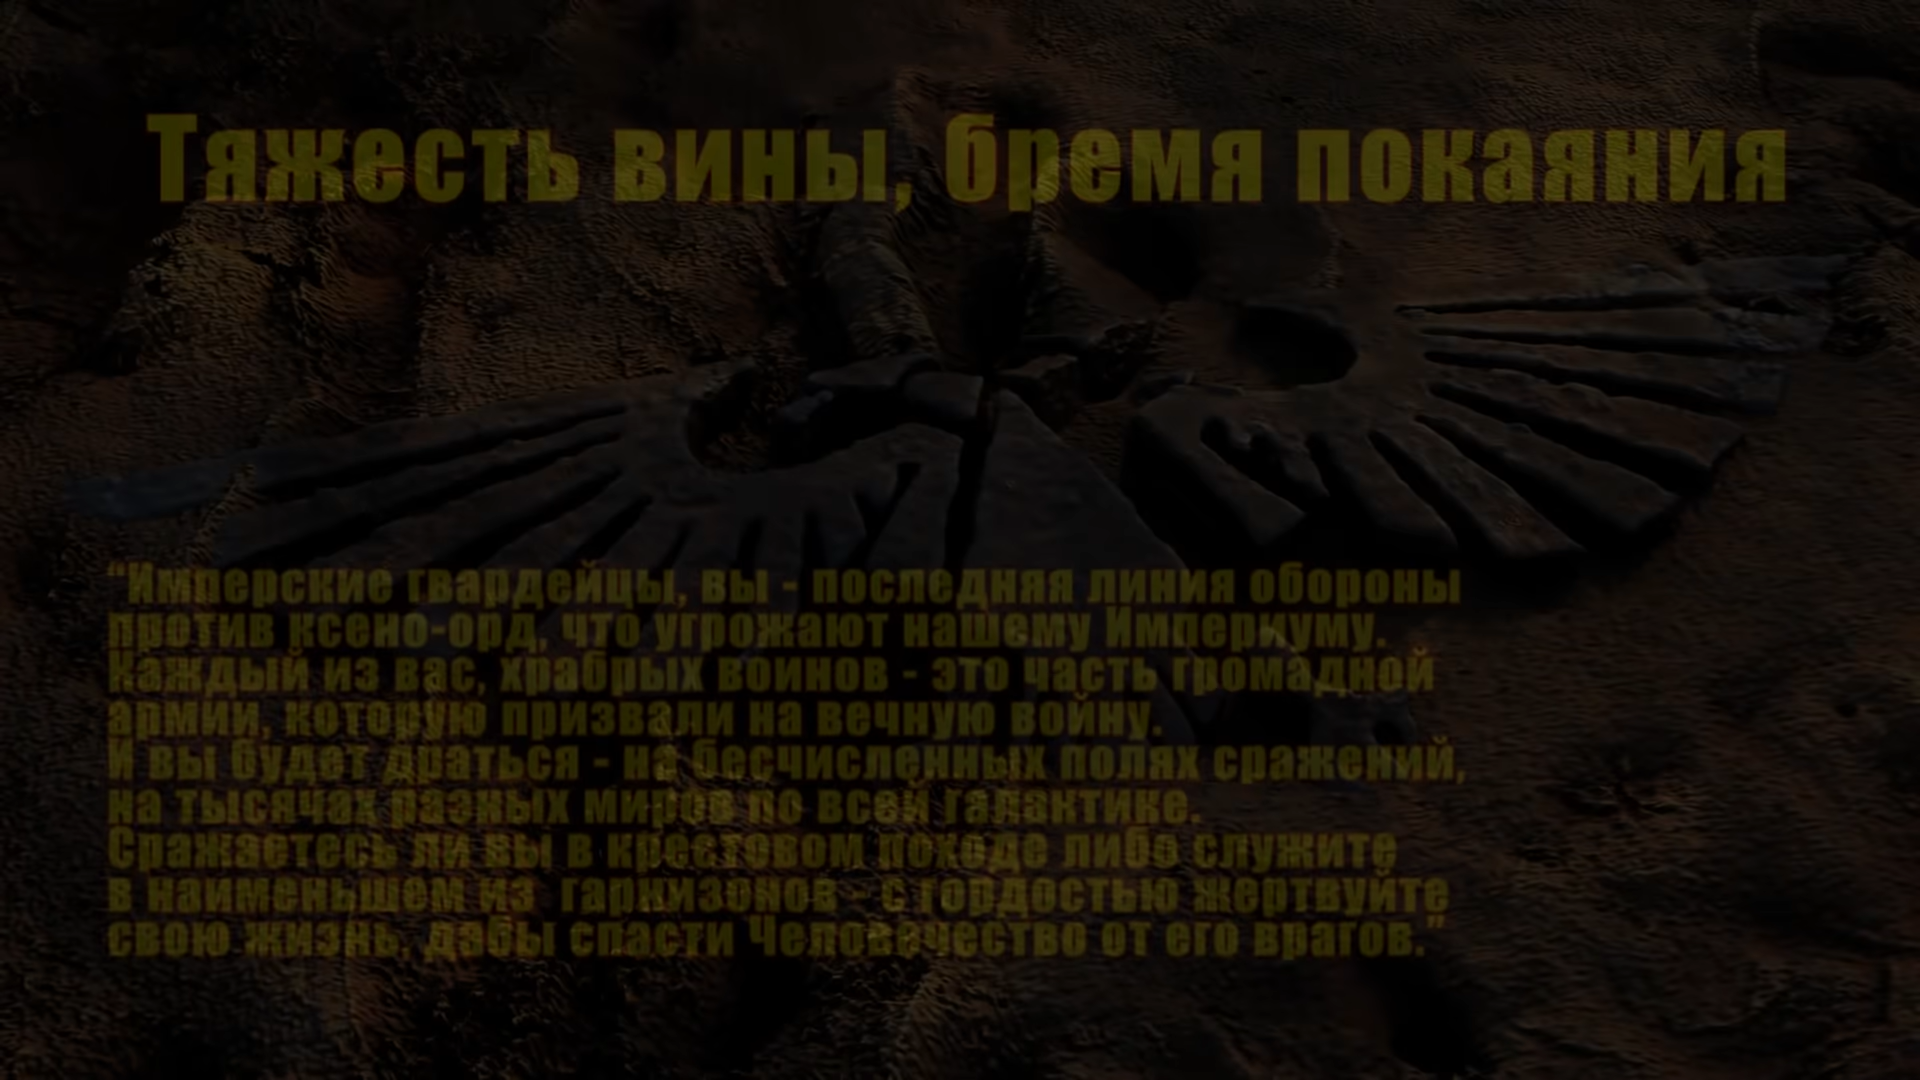 Тяжесть вины, бремя покаяния
“Имперские гвардейцы, вы - последняя линия обороны
против ксено-орд, что угрожают нашему Империуму.
Каждый из вас, храбрых воинов - это часть громадной
армии, которую призвали на вечную войну.
И вы будет драться - на бесчисленных полях сражений,
на тысячах разных миров по всей галактике.
Сражаетесь ли вы в крестовом походе либо служите
в наименьшем из гарнизонов - с гордостью жертвуйте
свою жизнь, дабы спасти Человечество от его врагов.”